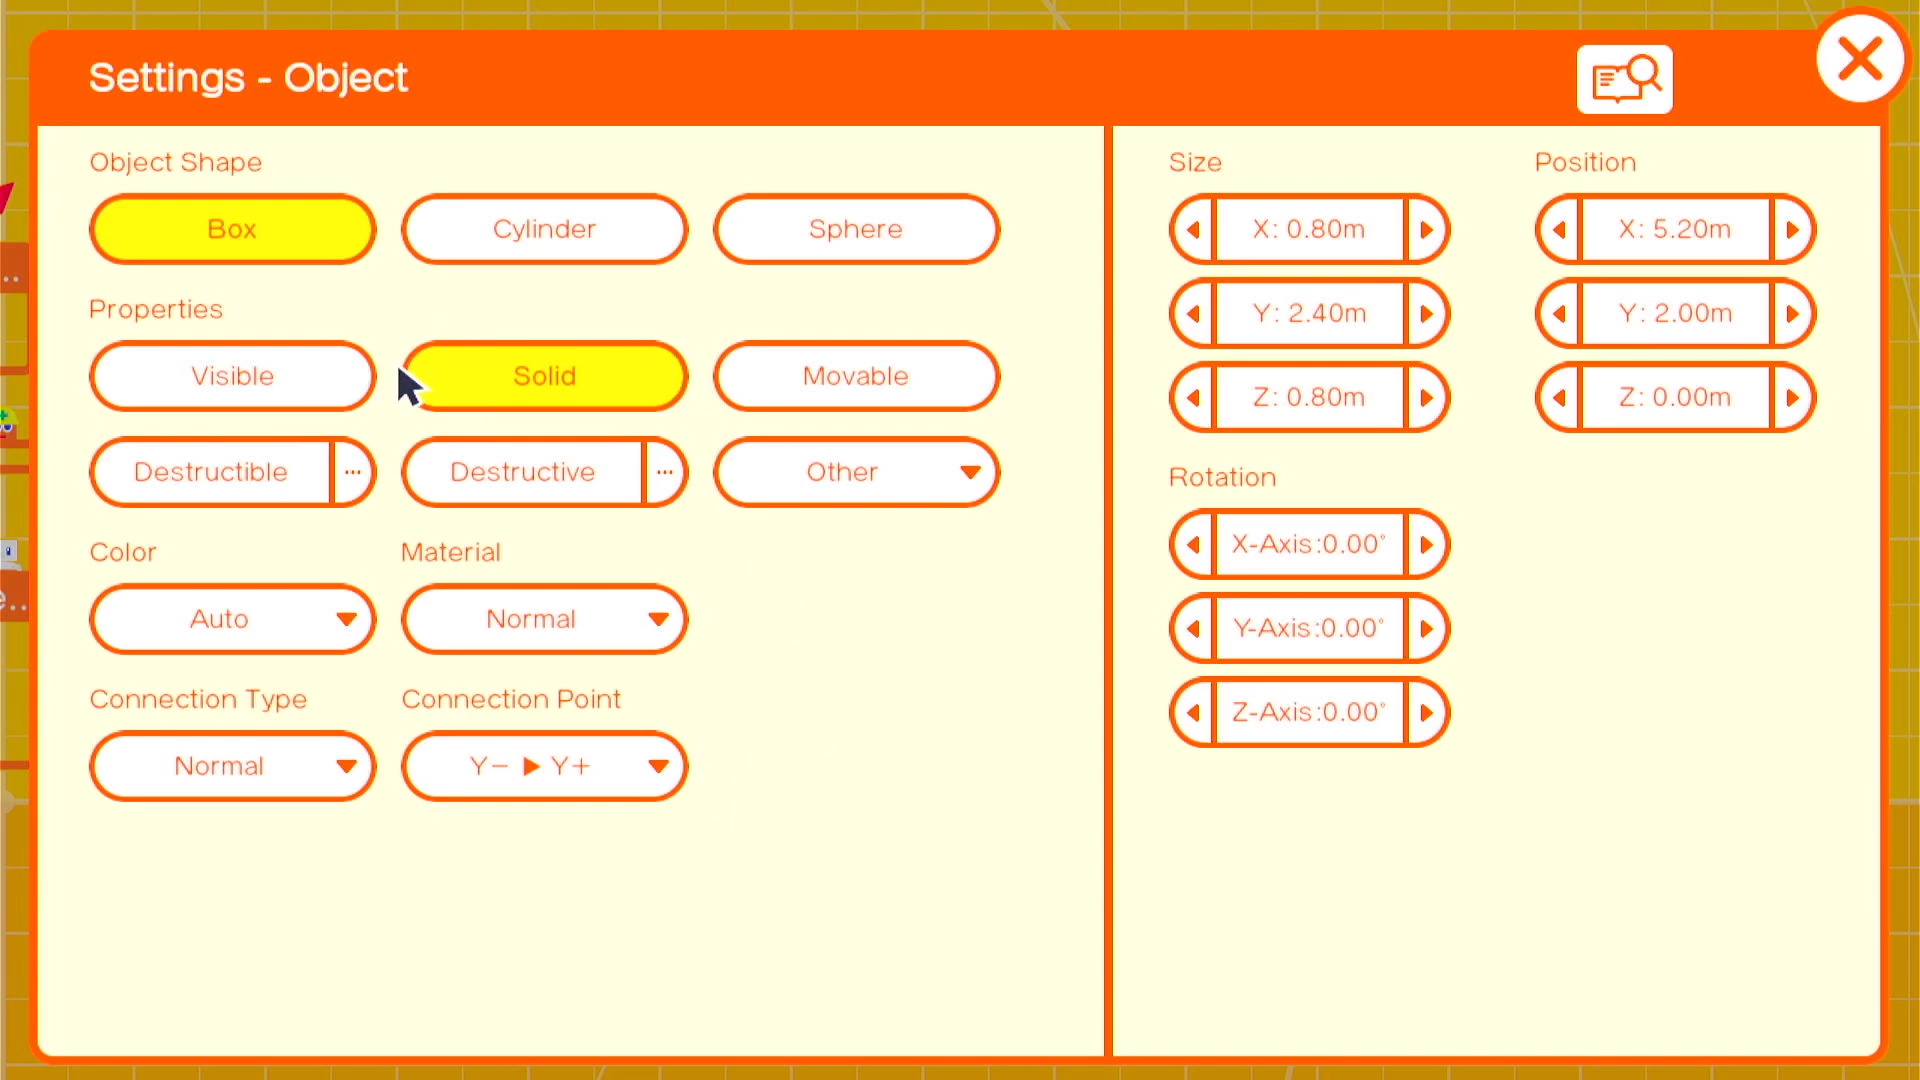 Settings - Object
Object Shape
Box
Cylinder
Sphere
Properties
Visible
Solid
Movable
Destructible
...
Destructive
...
Other
Color
Material
Auto
Normal
Connection Type
Connection Point
Normal
Y− ▶ Y+
Size
Position
X: 0.80m
X: 5.20m
Y: 2.40m
Y: 2.00m
Z: 0.80m
Z: 0.00m
Rotation
X-Axis:0.00°
Y-Axis:0.00°
Z-Axis:0.00°